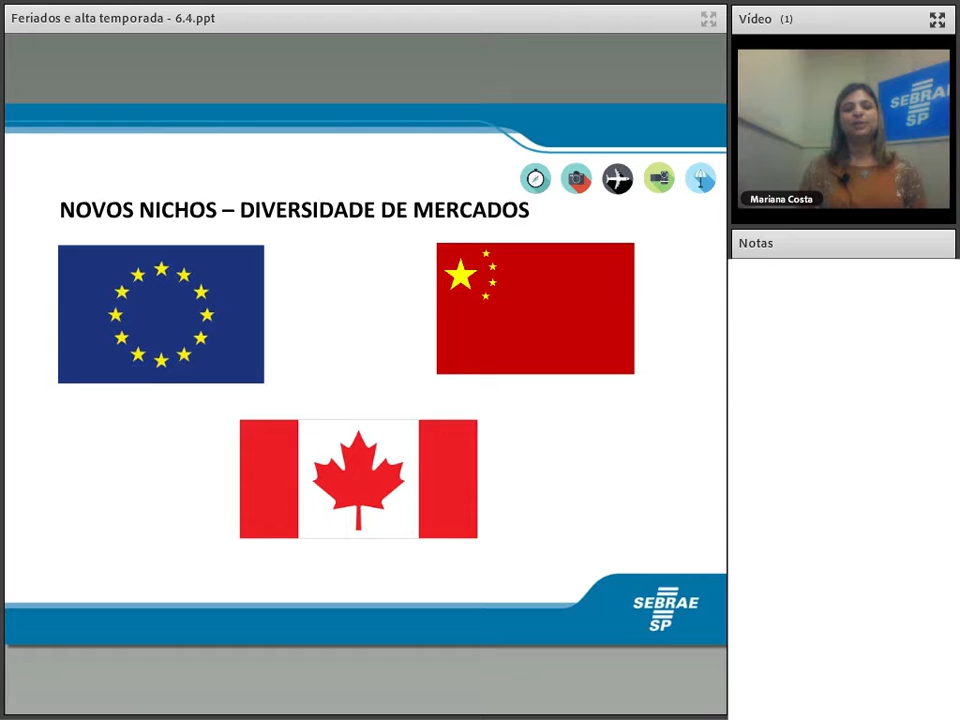 Feriados e alta temporada - 6.4.ppt
Vídeo (1)
SEBRAE
SP
Mariana Costa
Notas
NOVOS NICHOS – DIVERSIDADE DE MERCADOS
SEBRAE
SP